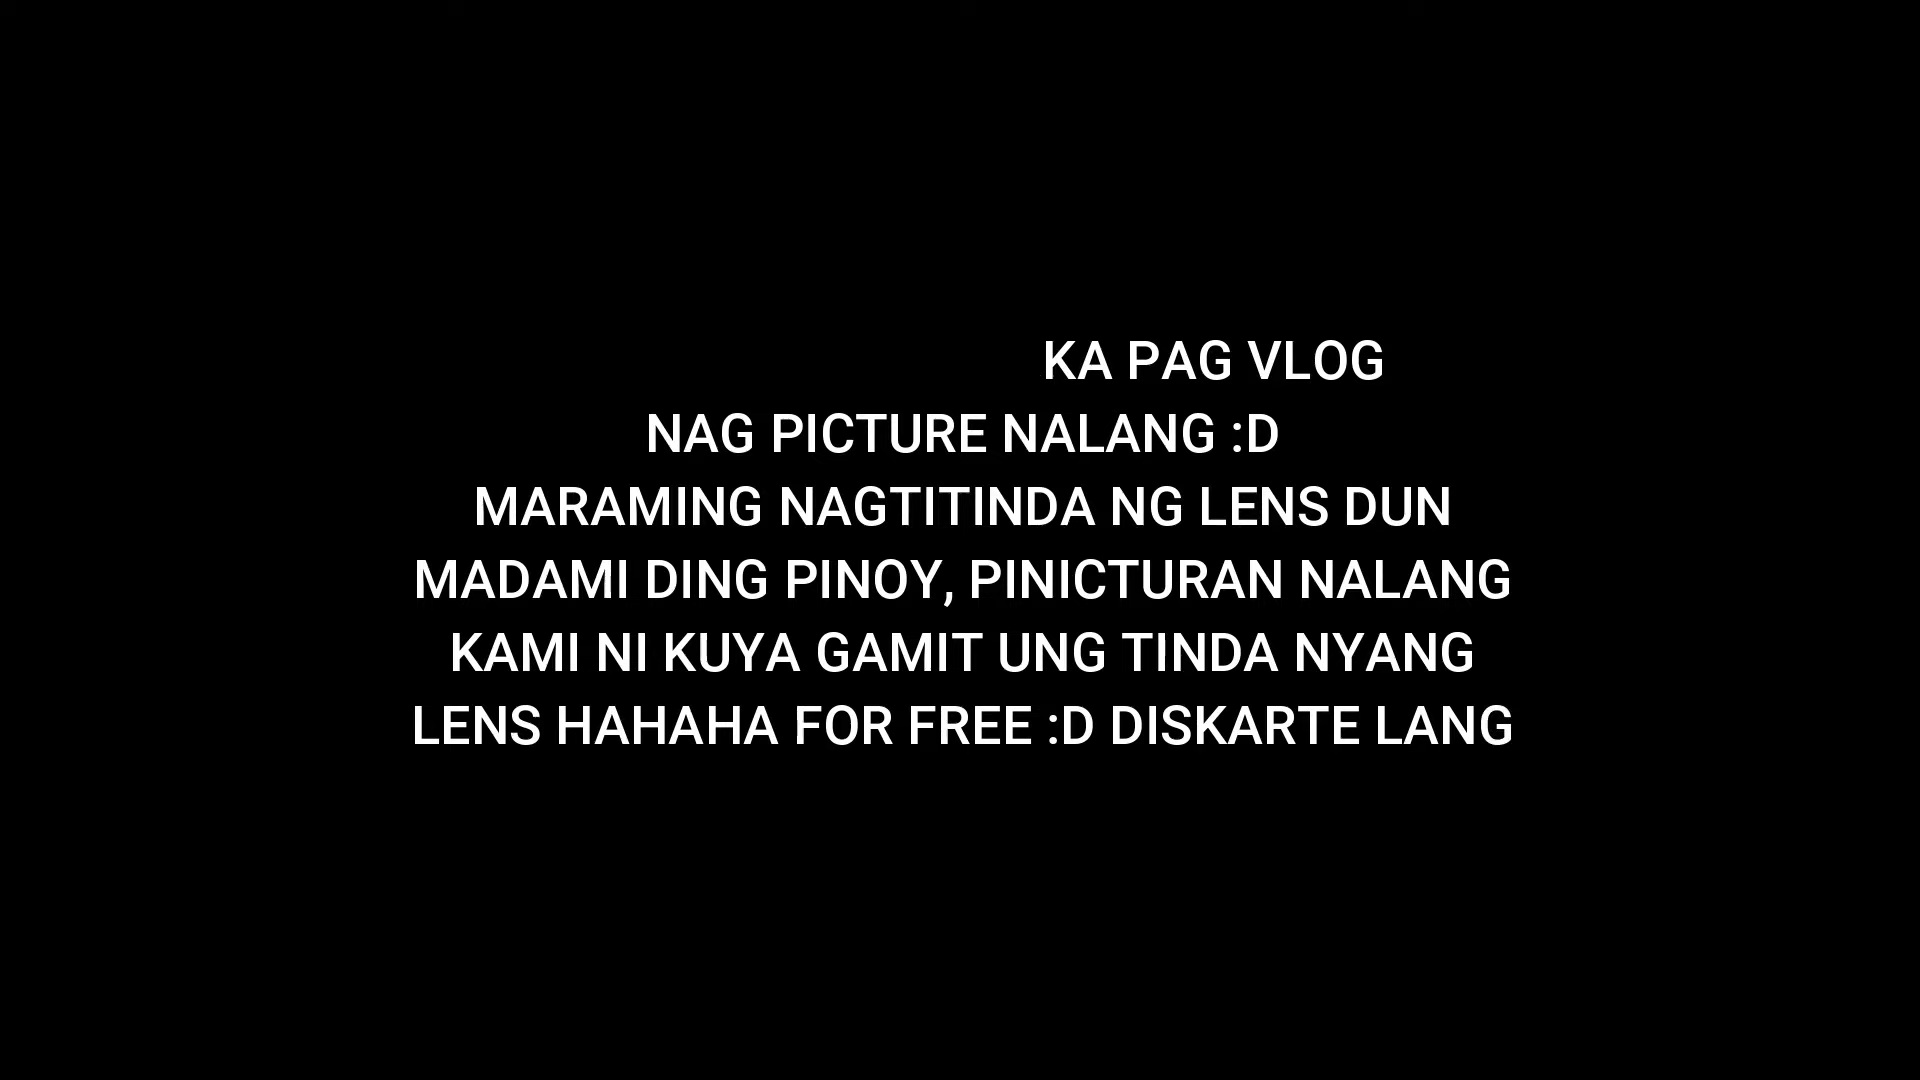 KA PAG VLOG
NAG PICTURE NALANG :D
MARAMING NAGTITINDA NG LENS DUN
MADAMI DING PINOY, PINICTURAN NALANG
KAMI NI KUYA GAMIT UNG TINDA NYANG
LENS HAHAHA FOR FREE :D DISKARTE LANG